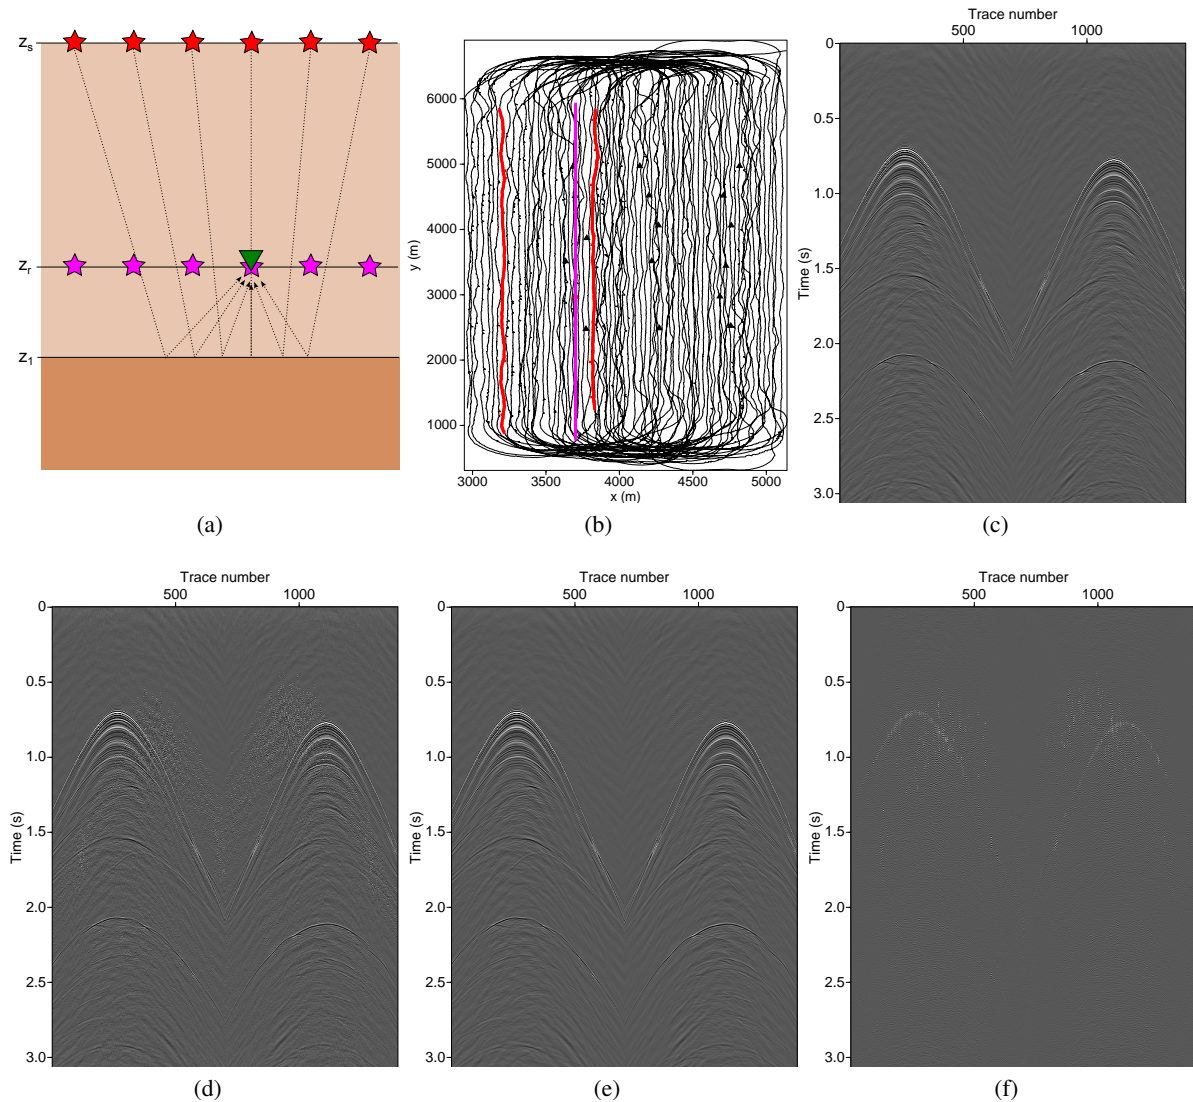 z_s
z_r
z_1
(a)
6000
5000
4000
3000
2000
1000
y (m)
3000 3500 4000 4500 5000
x (m)
(b)
Trace number
500 1000
0
0.5
1.0
1.5
2.0
2.5
3.0
Time (s)
(c)
Trace number
500 1000
0
0.5
1.0
1.5
2.0
2.5
3.0
Time (s)
(d)
Trace number
500 1000
0
0.5
1.0
1.5
2.0
2.5
3.0
Time (s)
(e)
Trace number
500 1000
0
0.5
1.0
1.5
2.0
2.5
3.0
Time (s)
(f)